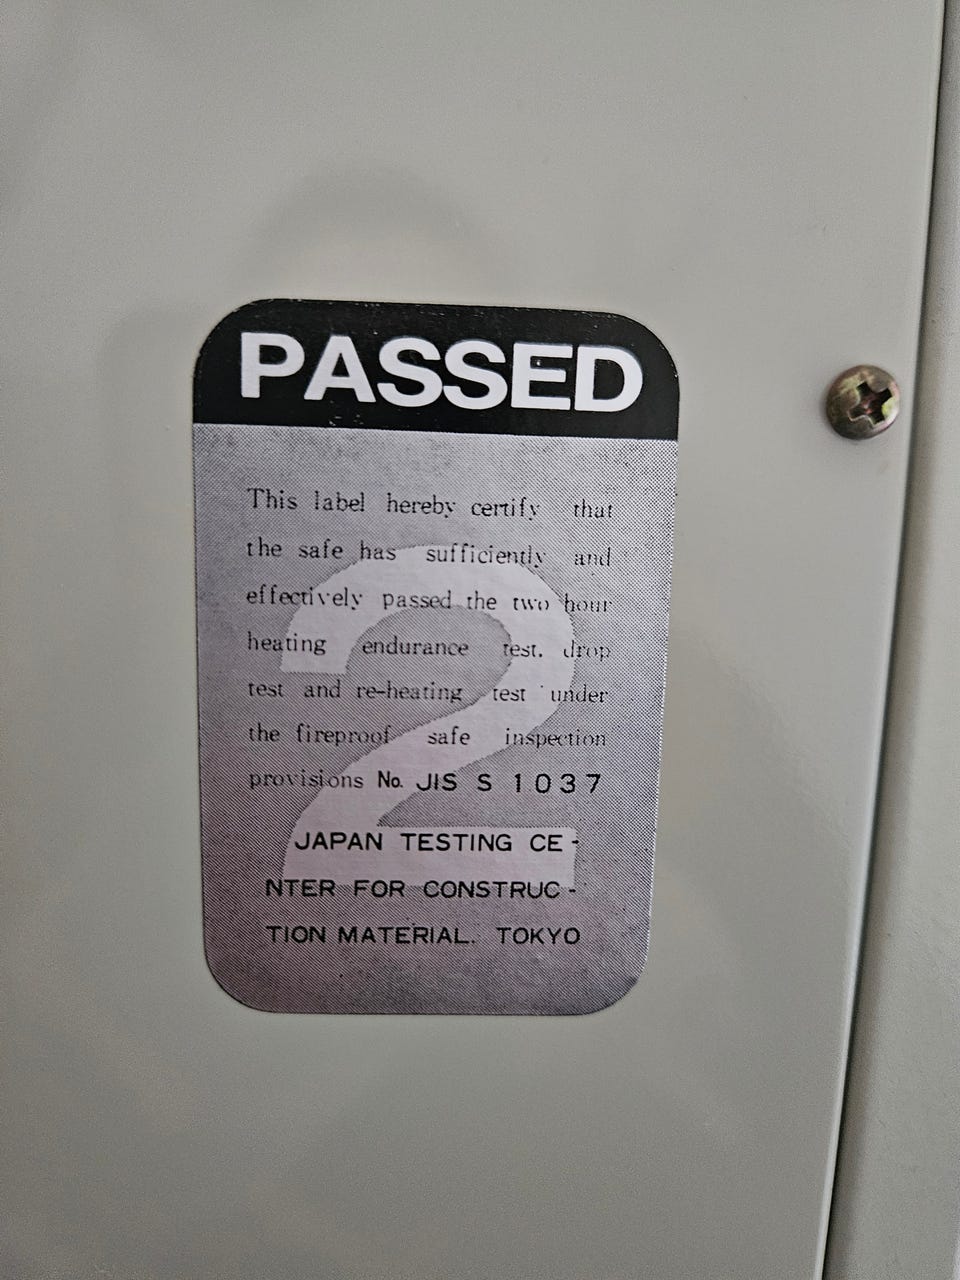 PASSED
This label hereby certify that
the safe has sufficiently and
effectively passed the two hour
heating endurance test. drop
test and re-heating test under
the fireproof safe inspection
provisions No. JIS S 1037
JAPAN TESTING CE-
NTER FOR CONSTRUC-
TION MATERIAL. TOKYO
2